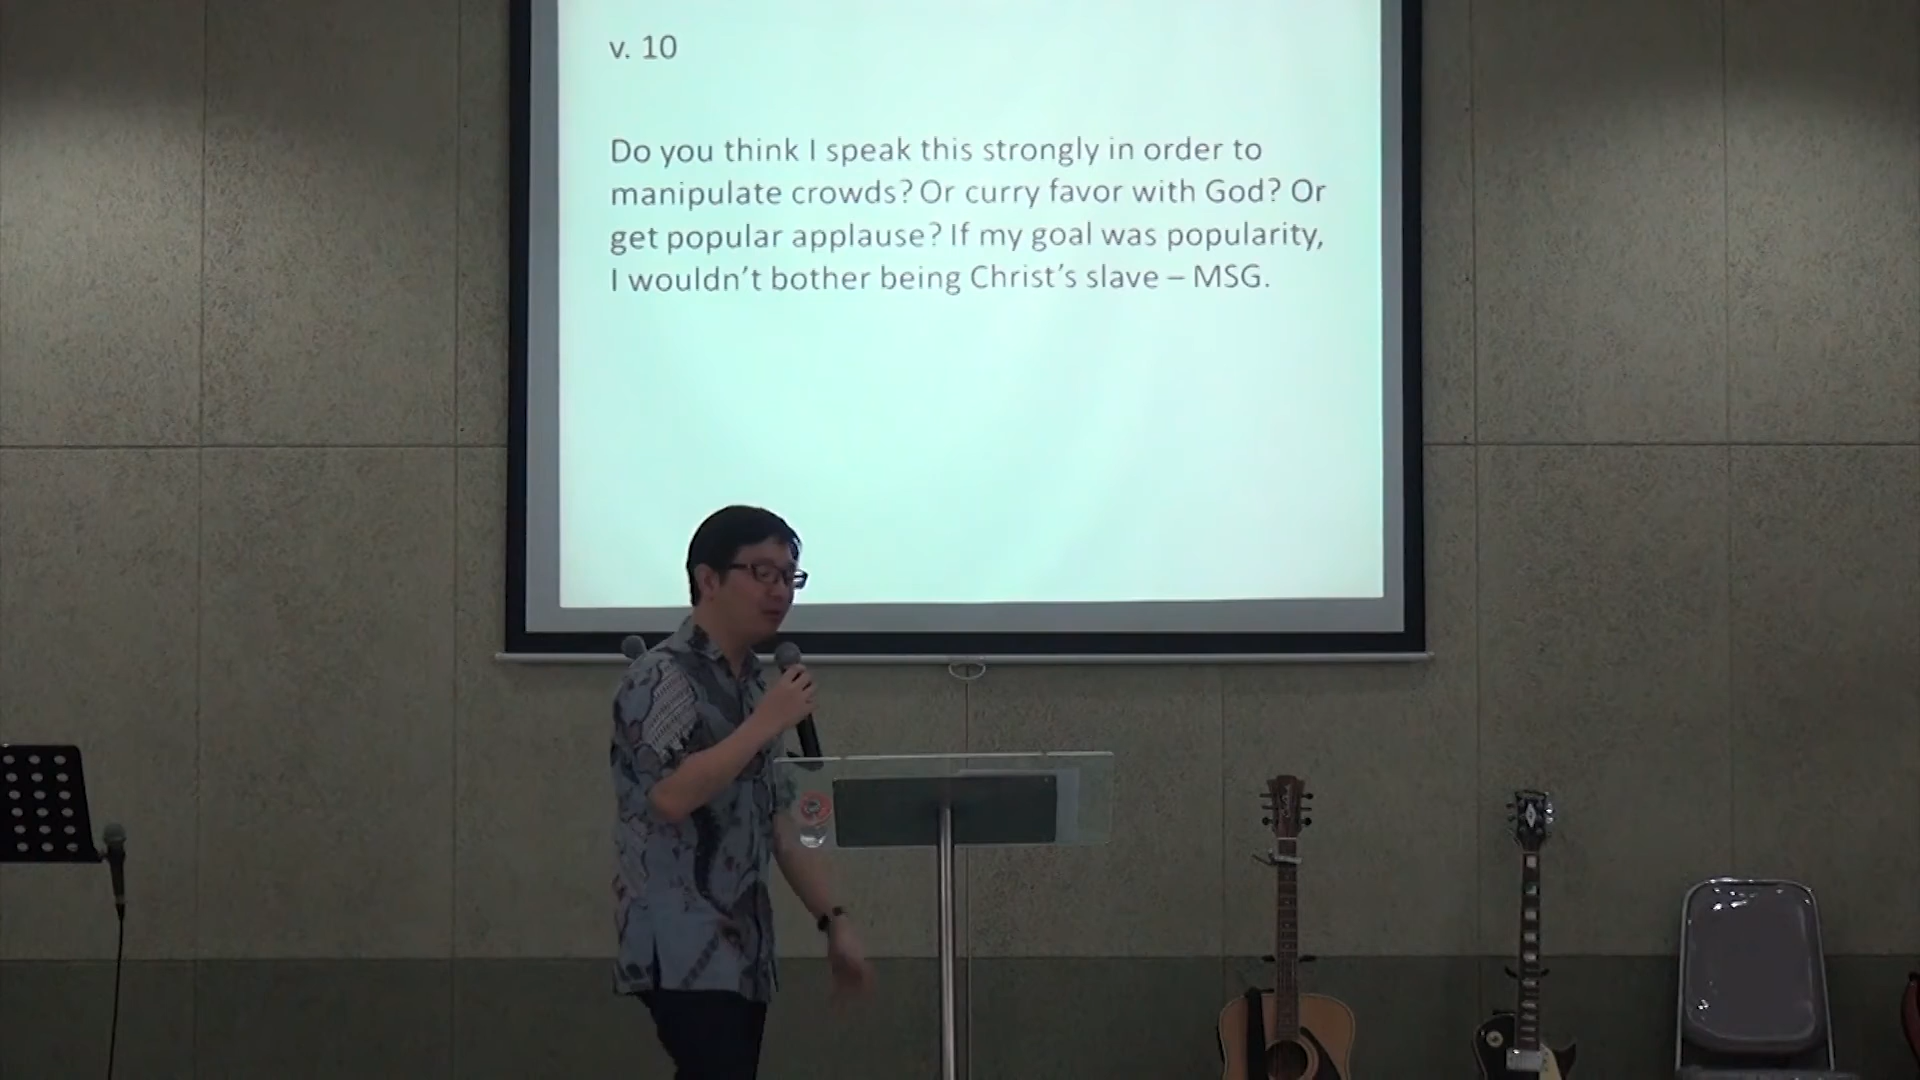 v. 10
Do you think I speak this strongly in order to
manipulate crowds? Or curry favor with God? Or
get popular applause? If my goal was popularity,
I wouldn't bother being Christ's slave – MSG.